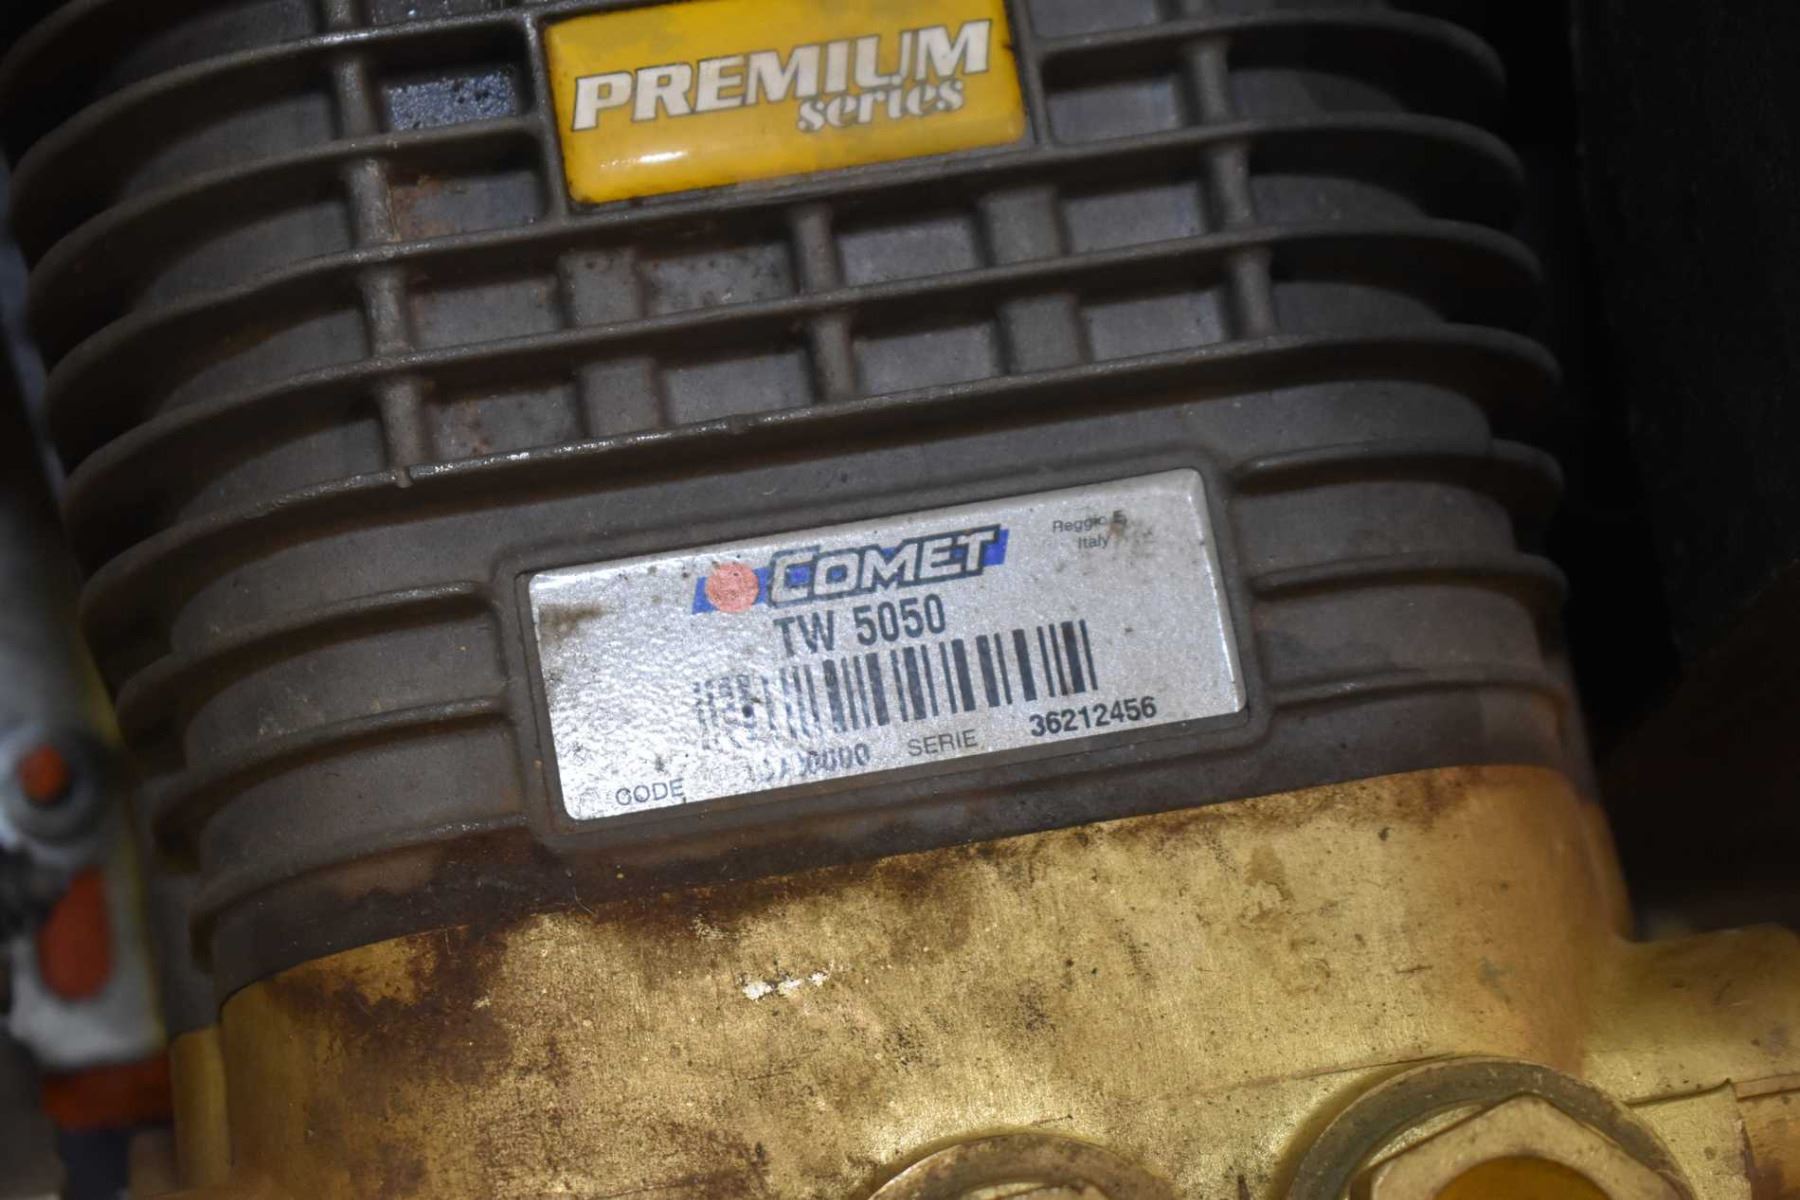 PREMIUM
series
COMET
Reggio E.
Italy
TW 5050
CODE
SERIE 36212456